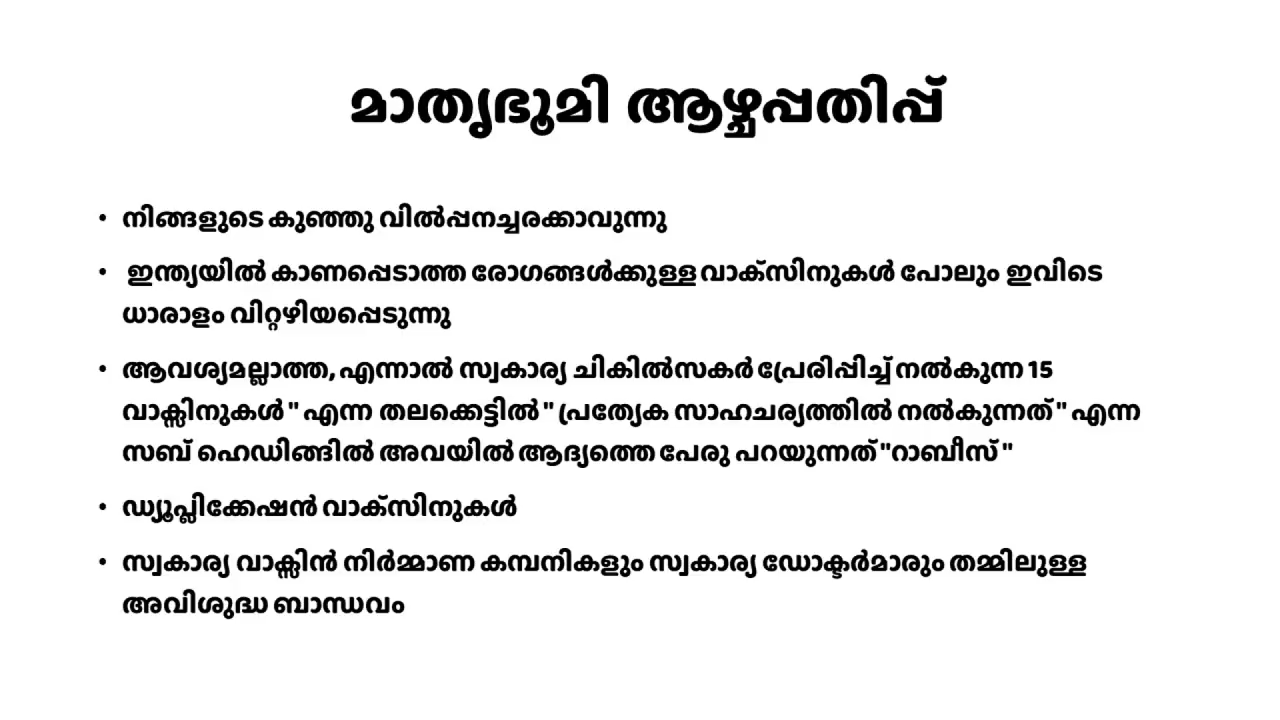 മാതൃഭൂമി ആഴ്ച്ചപ്പതിപ്പ്
• നിങ്ങളുടെ കുഞ്ഞു വിൽപ്പനച്ചരക്കാവുന്നു
• ഇന്ത്യയിൽ കാണപ്പെടാത്ത രോഗങ്ങൾക്കുള്ള വാക്സിനുകൾ പോലും ഇവിടെ
ധാരാളം വിറ്റഴിയപ്പെടുന്നു
• ആവശ്യമല്ലാത്ത, എന്നാൽ സ്വകാര്യ ചികിൽസകർ പ്രേരിപ്പിച്ച് നൽകുന്ന 15
വാക്സിനുകൾ " എന്ന തലക്കെട്ടിൽ " പ്രത്യേക സാഹചര്യത്തിൽ നൽകുന്നത് " എന്ന
സബ് ഹെഡിങ്ങിൽ അവയിൽ ആദ്യത്തെ പേരു പറയുന്നത് "റാബീസ് "
• ഡ്യൂപ്ലിക്കേഷൻ വാക്സിനുകൾ
• സ്വകാര്യ വാക്സിൻ നിർമ്മാണ കമ്പനികളും സ്വകാര്യ ഡോക്ടർമാരും തമ്മിലുള്ള
അവിശുദ്ധ ബാന്ധവം